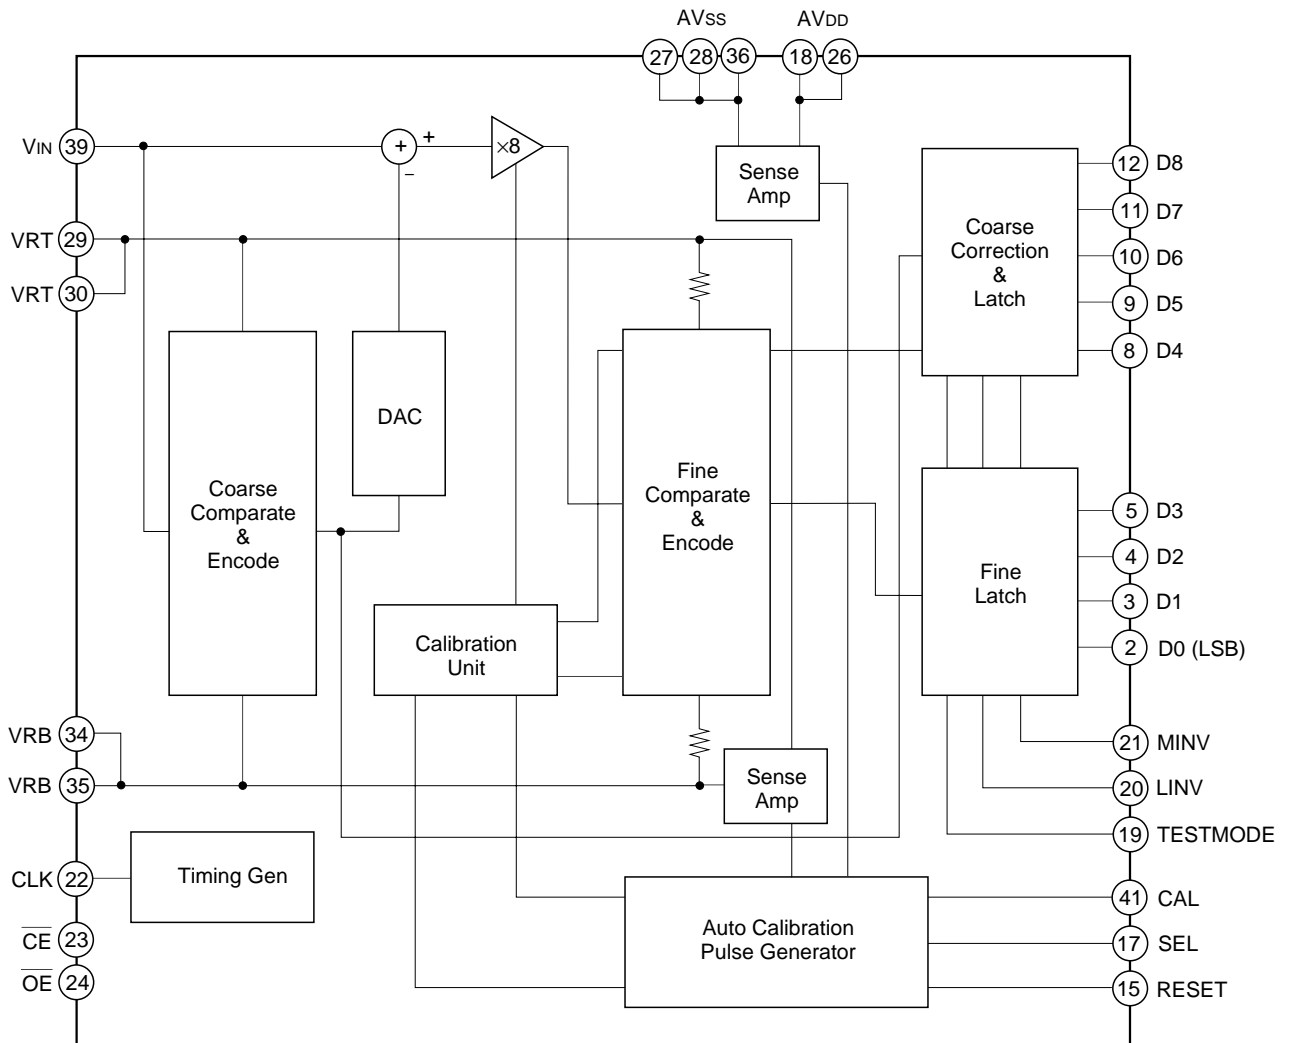 AVSS AVDD
27 28 36 18 26
VIN 39 + + ×8
−
Sense
Amp
12 D8
11 D7
10 D6
9 D5
8 D4
Coarse
Correction
&
Latch
VRT 29
VRT 30
DAC
Coarse
Comparate
&
Encode
Fine
Comparate
&
Encode
5 D3
4 D2
3 D1
2 D0 (LSB)
Fine
Latch
Calibration
Unit
VRB 34
VRB 35
Sense
Amp
21 MINV
20 LINV
19 TESTMODE
CLK 22
Timing Gen
CE 23
OE 24
Auto Calibration
Pulse Generator
41 CAL
17 SEL
15 RESET